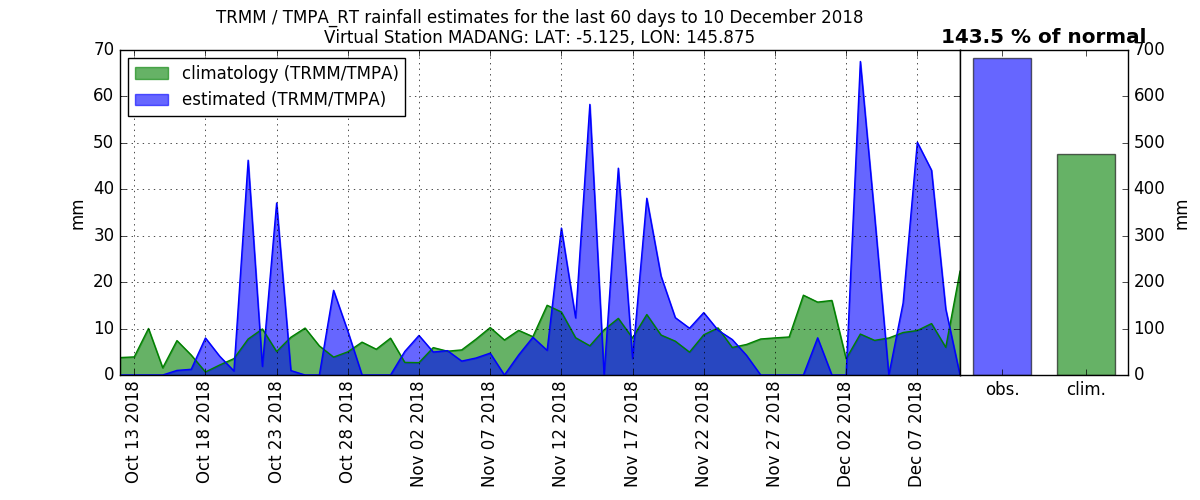 TRMM / TMPA_RT rainfall estimates for the last 60 days to 10 December 2018
Virtual Station MADANG: LAT: -5.125, LON: 145.875
143.5 % of normal
climatology (TRMM/TMPA)
estimated (TRMM/TMPA)
70
60
50
40
30
20
10
0
mm
Oct 13 2018
Oct 18 2018
Oct 23 2018
Oct 28 2018
Nov 02 2018
Nov 07 2018
Nov 12 2018
Nov 17 2018
Nov 22 2018
Nov 27 2018
Dec 02 2018
Dec 07 2018
obs.
clim.
700
600
500
400
300
200
100
0
mm